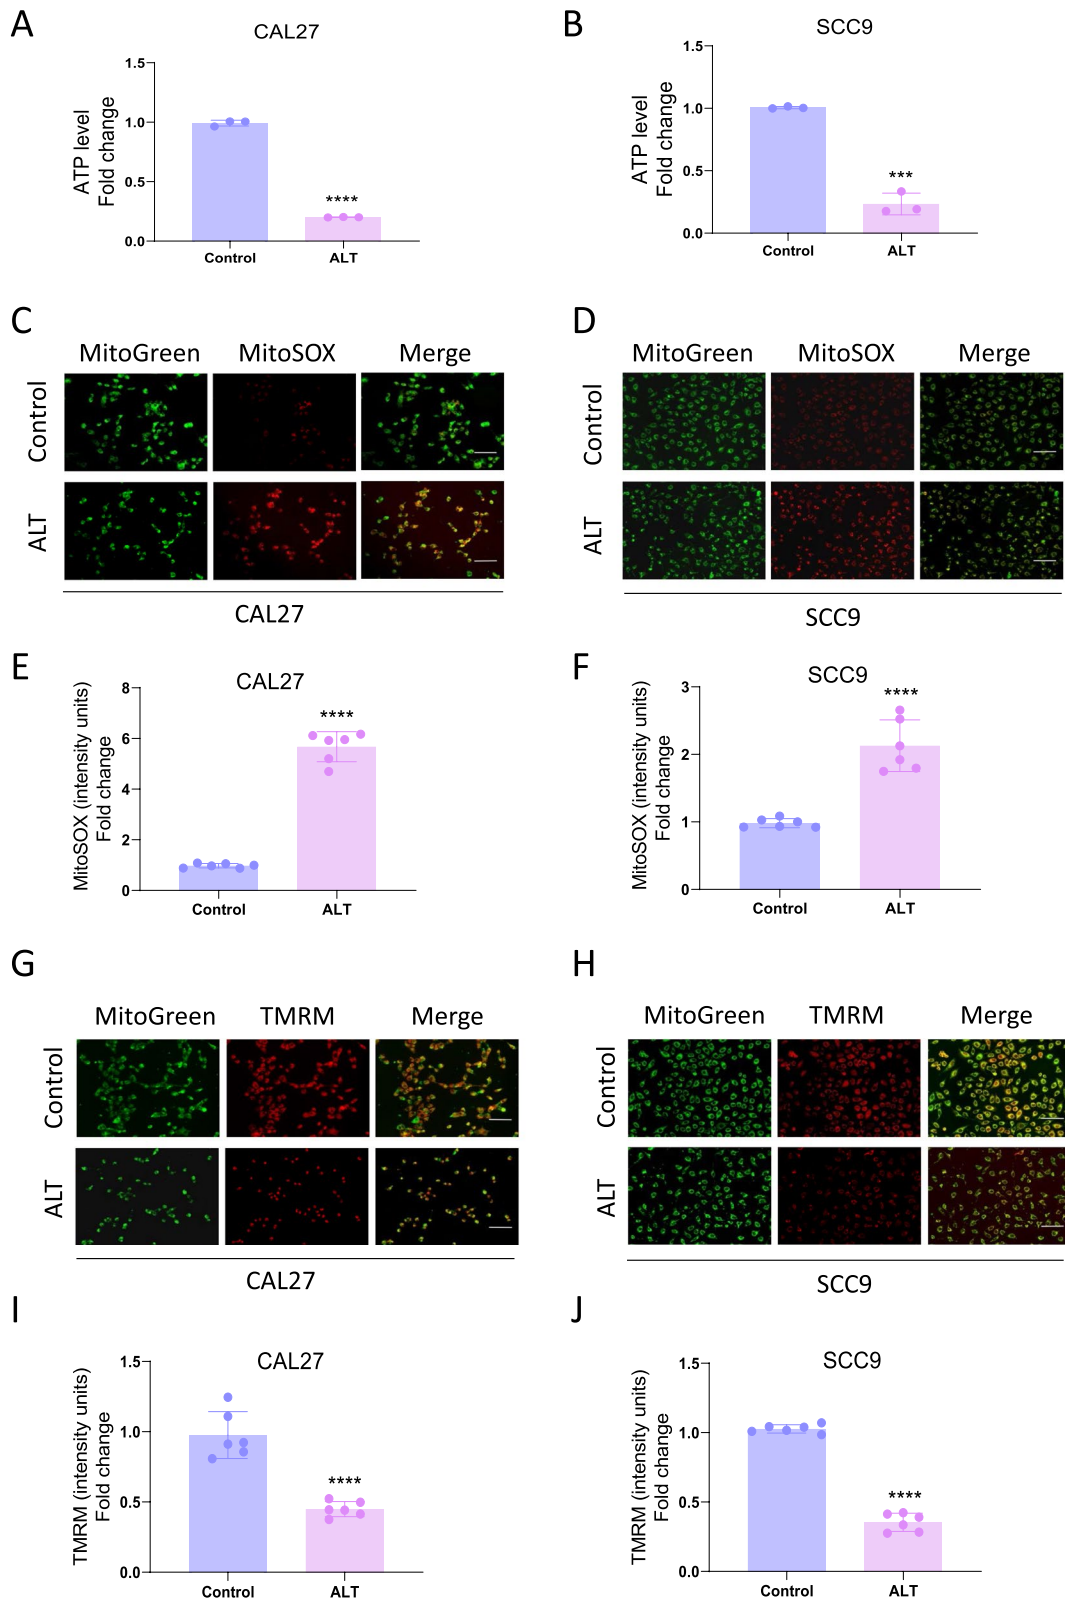 A
CAL27
ATP level
Fold change
1.5
1.0
0.5
0.0
****
Control
ALT
B
SCC9
ATP level
Fold change
1.5
1.0
0.5
0.0
***
Control
ALT
C
MitoGreen
MitoSOX
Merge
Control
ALT
CAL27
D
MitoGreen
MitoSOX
Merge
Control
ALT
SCC9
E
CAL27
MitoSOX (intensity units)
Fold change
8
6
4
2
0
****
Control
ALT
F
SCC9
MitoSOX (intensity units)
Fold change
3
2
1
0
****
Control
ALT
G
MitoGreen
TMRM
Merge
Control
ALT
CAL27
H
MitoGreen
TMRM
Merge
Control
ALT
SCC9
I
CAL27
TMRM (intensity units)
Fold change
1.5
1.0
0.5
0.0
****
Control
ALT
J
SCC9
TMRM (intensity units)
Fold change
1.5
1.0
0.5
0.0
****
Control
ALT